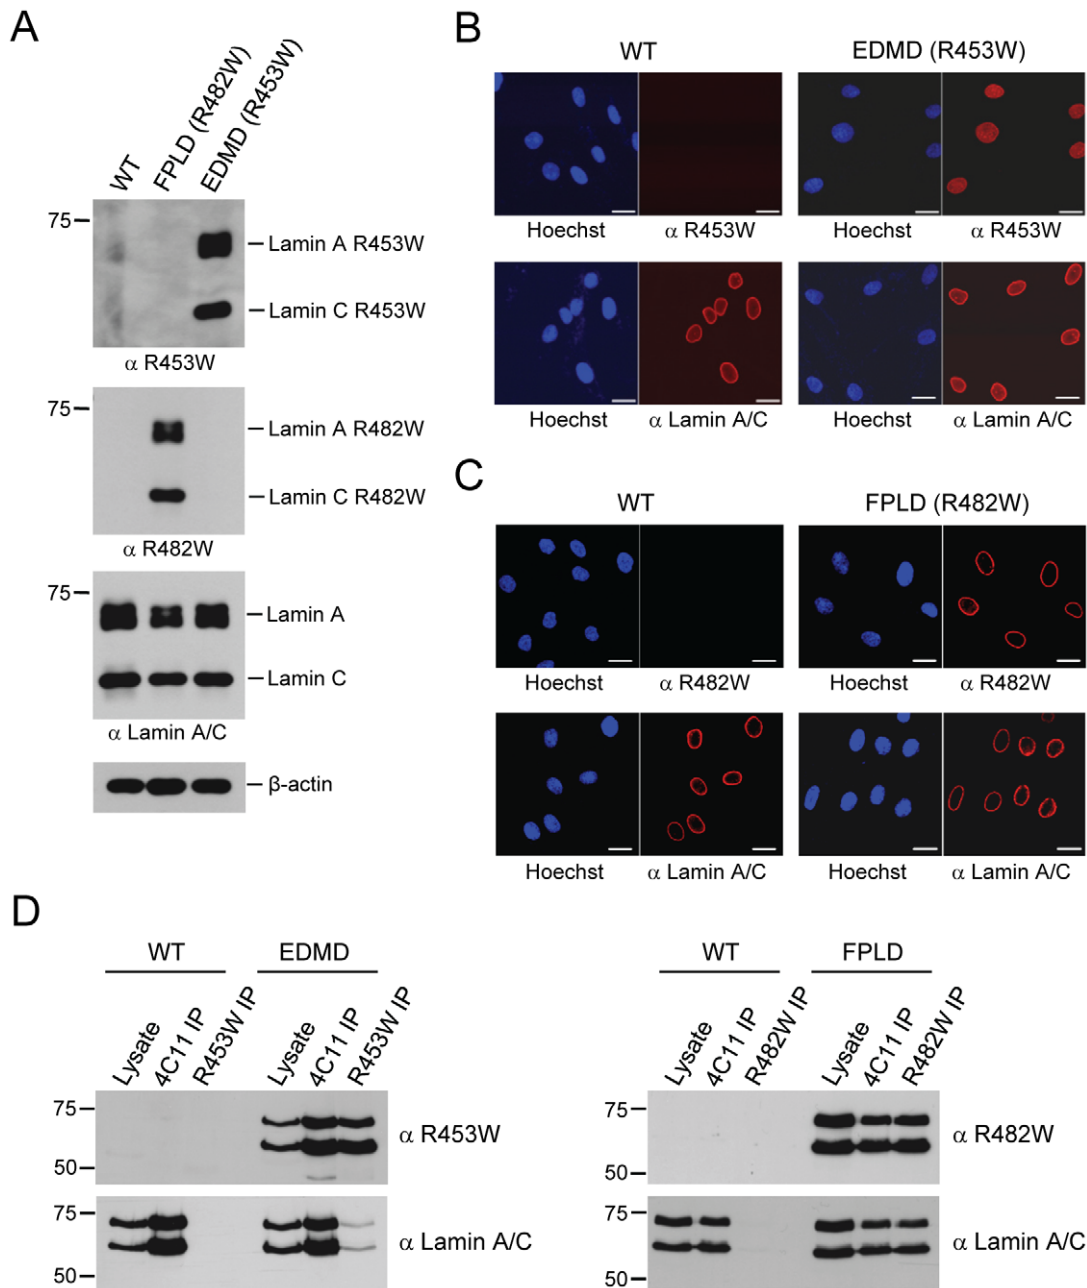 A
WT
FPLD (R482W)
EDMD (R453W)
75
Lamin A R453W
Lamin C R453W
α R453W
75
Lamin A R482W
Lamin C R482W
α R482W
75
Lamin A
Lamin C
α Lamin A/C
β-actin
B
WT
EDMD (R453W)
Hoechst
α R453W
Hoechst
α R453W
Hoechst
α Lamin A/C
Hoechst
α Lamin A/C
C
WT
FPLD (R482W)
Hoechst
α R482W
Hoechst
α R482W
Hoechst
α Lamin A/C
Hoechst
α Lamin A/C
D
WT
EDMD
Lysate
4C11 IP
R453W IP
Lysate
4C11 IP
R453W IP
75
50
α R453W
75
50
α Lamin A/C
WT
FPLD
Lysate
4C11 IP
R482W IP
Lysate
4C11 IP
R482W IP
75
50
α R482W
75
50
α Lamin A/C